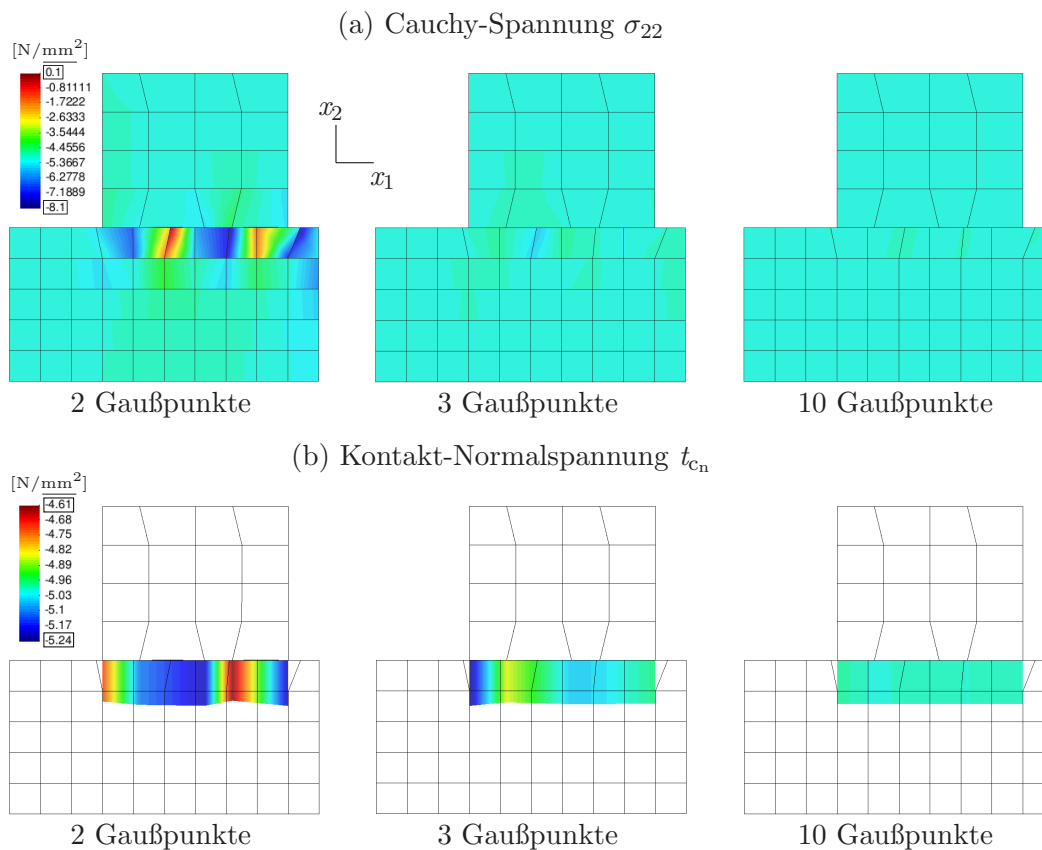 (a) Cauchy-Spannung σ22
[N/mm²]
0.1
-0.81111
-1.7222
-2.6333
-3.5444
-4.4556
-5.3667
-6.2778
-7.1889
-8.1
x2
x1
2 Gaußpunkte
3 Gaußpunkte
10 Gaußpunkte
(b) Kontakt-Normalspannung tcn
[N/mm²]
-4.61
-4.68
-4.75
-4.82
-4.89
-4.96
-5.03
-5.1
-5.17
-5.24
2 Gaußpunkte
3 Gaußpunkte
10 Gaußpunkte